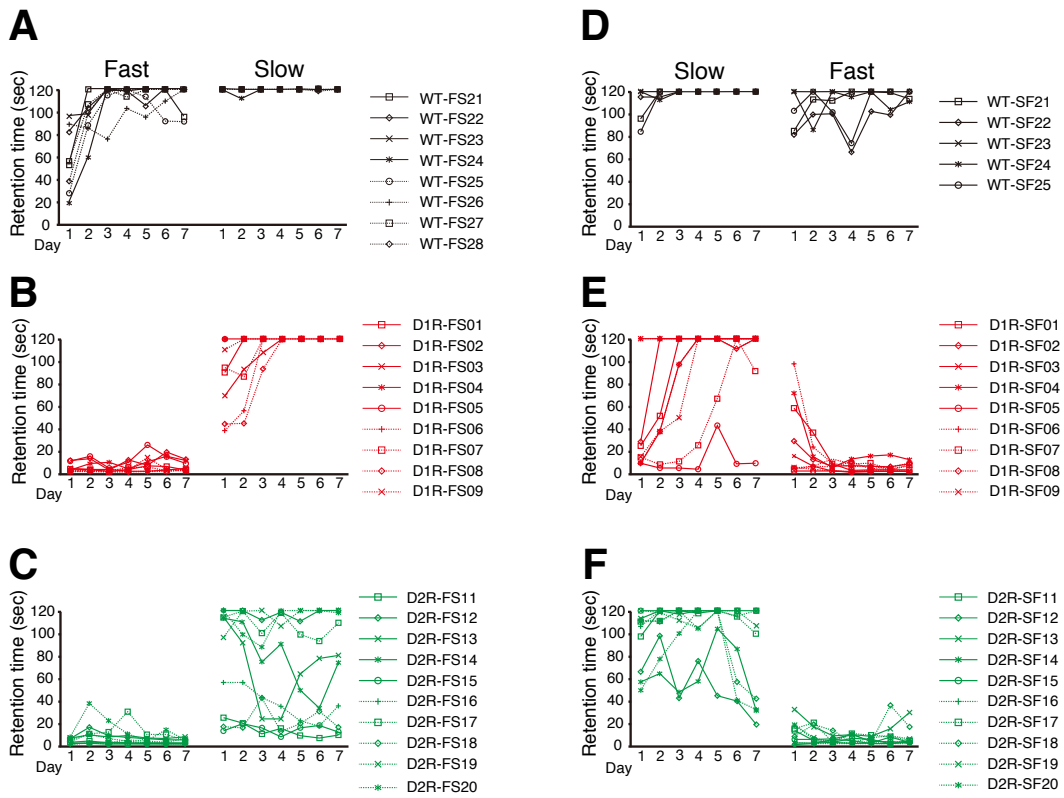 A
Fast Slow
Retention time (sec)
120
100
80
60
40
20
0
Day
1 2 3 4 5 6 7 1 2 3 4 5 6 7
WT-FS21
WT-FS22
WT-FS23
WT-FS24
WT-FS25
WT-FS26
WT-FS27
WT-FS28
D
Slow Fast
Retention time (sec)
120
100
80
60
40
20
0
Day
1 2 3 4 5 6 7 1 2 3 4 5 6 7
WT-SF21
WT-SF22
WT-SF23
WT-SF24
WT-SF25
B
Retention time (sec)
120
100
80
60
40
20
0
Day
1 2 3 4 5 6 7 1 2 3 4 5 6 7
D1R-FS01
D1R-FS02
D1R-FS03
D1R-FS04
D1R-FS05
D1R-FS06
D1R-FS07
D1R-FS08
D1R-FS09
E
Retention time (sec)
120
100
80
60
40
20
0
Day
1 2 3 4 5 6 7 1 2 3 4 5 6 7
D1R-SF01
D1R-SF02
D1R-SF03
D1R-SF04
D1R-SF05
D1R-SF06
D1R-SF07
D1R-SF08
D1R-SF09
C
Retention time (sec)
120
100
80
60
40
20
0
Day
1 2 3 4 5 6 7 1 2 3 4 5 6 7
D2R-FS11
D2R-FS12
D2R-FS13
D2R-FS14
D2R-FS15
D2R-FS16
D2R-FS17
D2R-FS18
D2R-FS19
D2R-FS20
F
Retention time (sec)
120
100
80
60
40
20
0
Day
1 2 3 4 5 6 7 1 2 3 4 5 6 7
D2R-SF11
D2R-SF12
D2R-SF13
D2R-SF14
D2R-SF15
D2R-SF16
D2R-SF17
D2R-SF18
D2R-SF19
D2R-SF20